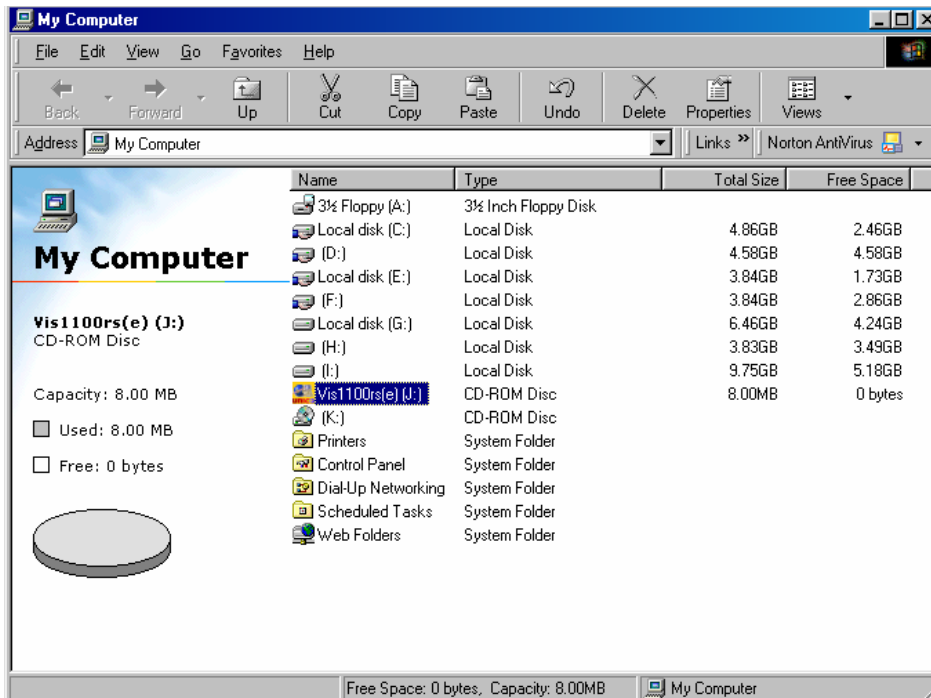 My Computer
File Edit View Go Favorites Help
Back Forward Up Cut Copy Paste Undo Delete Properties Views
Address My Computer Links » Norton AntiVirus
My Computer
Vis1100rs(e) (J:)
CD-ROM Disc
Capacity: 8.00 MB
Used: 8.00 MB
Free: 0 bytes
Name Type Total Size Free Space
3½ Floppy (A:) 3½ Inch Floppy Disk
Local disk (C:) Local Disk 4.86GB 2.46GB
(D:) Local Disk 4.58GB 4.58GB
Local disk (E:) Local Disk 3.84GB 1.73GB
(F:) Local Disk 3.84GB 2.86GB
Local disk (G:) Local Disk 6.46GB 4.24GB
(H:) Local Disk 3.83GB 3.49GB
(I:) Local Disk 9.75GB 5.18GB
Vis1100rs(e) (J:) CD-ROM Disc 8.00MB 0 bytes
(K:) CD-ROM Disc
Printers System Folder
Control Panel System Folder
Dial-Up Networking System Folder
Scheduled Tasks System Folder
Web Folders System Folder
Free Space: 0 bytes, Capacity: 8.00MB My Computer